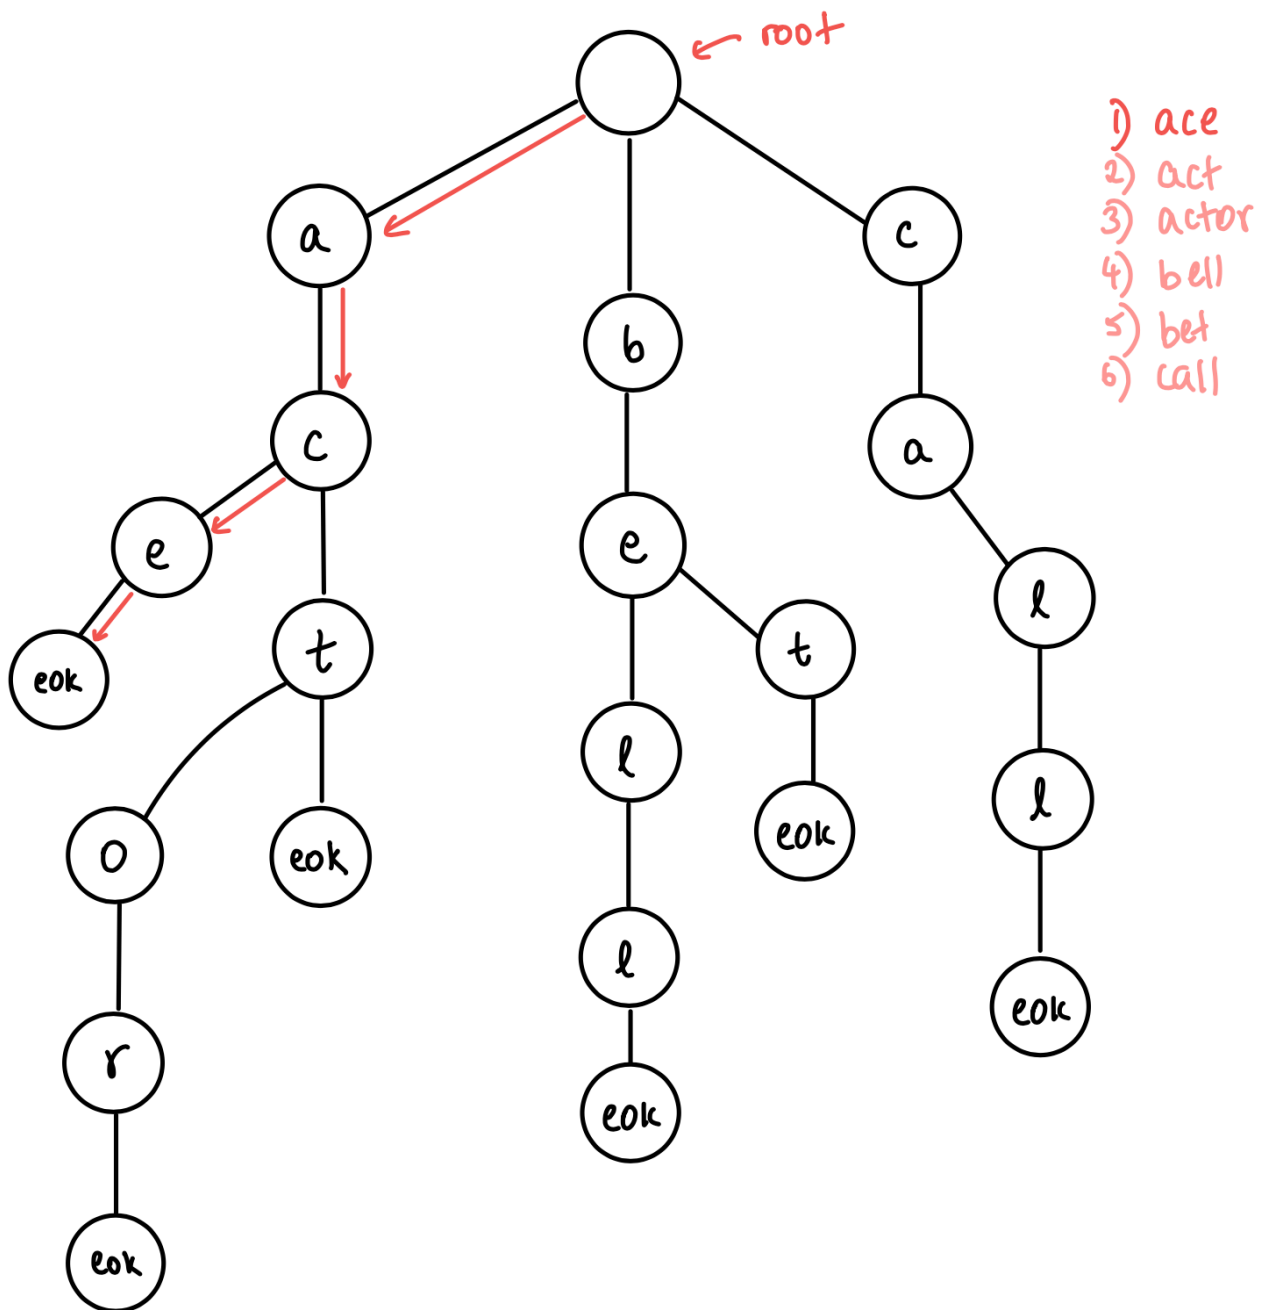 root
1) ace
2) act
3) actor
4) bell
5) bet
6) call
a
c
b
c
a
e
e
l
t
t
eok
l
l
o
eok
eok
l
eok
r
eok
eok